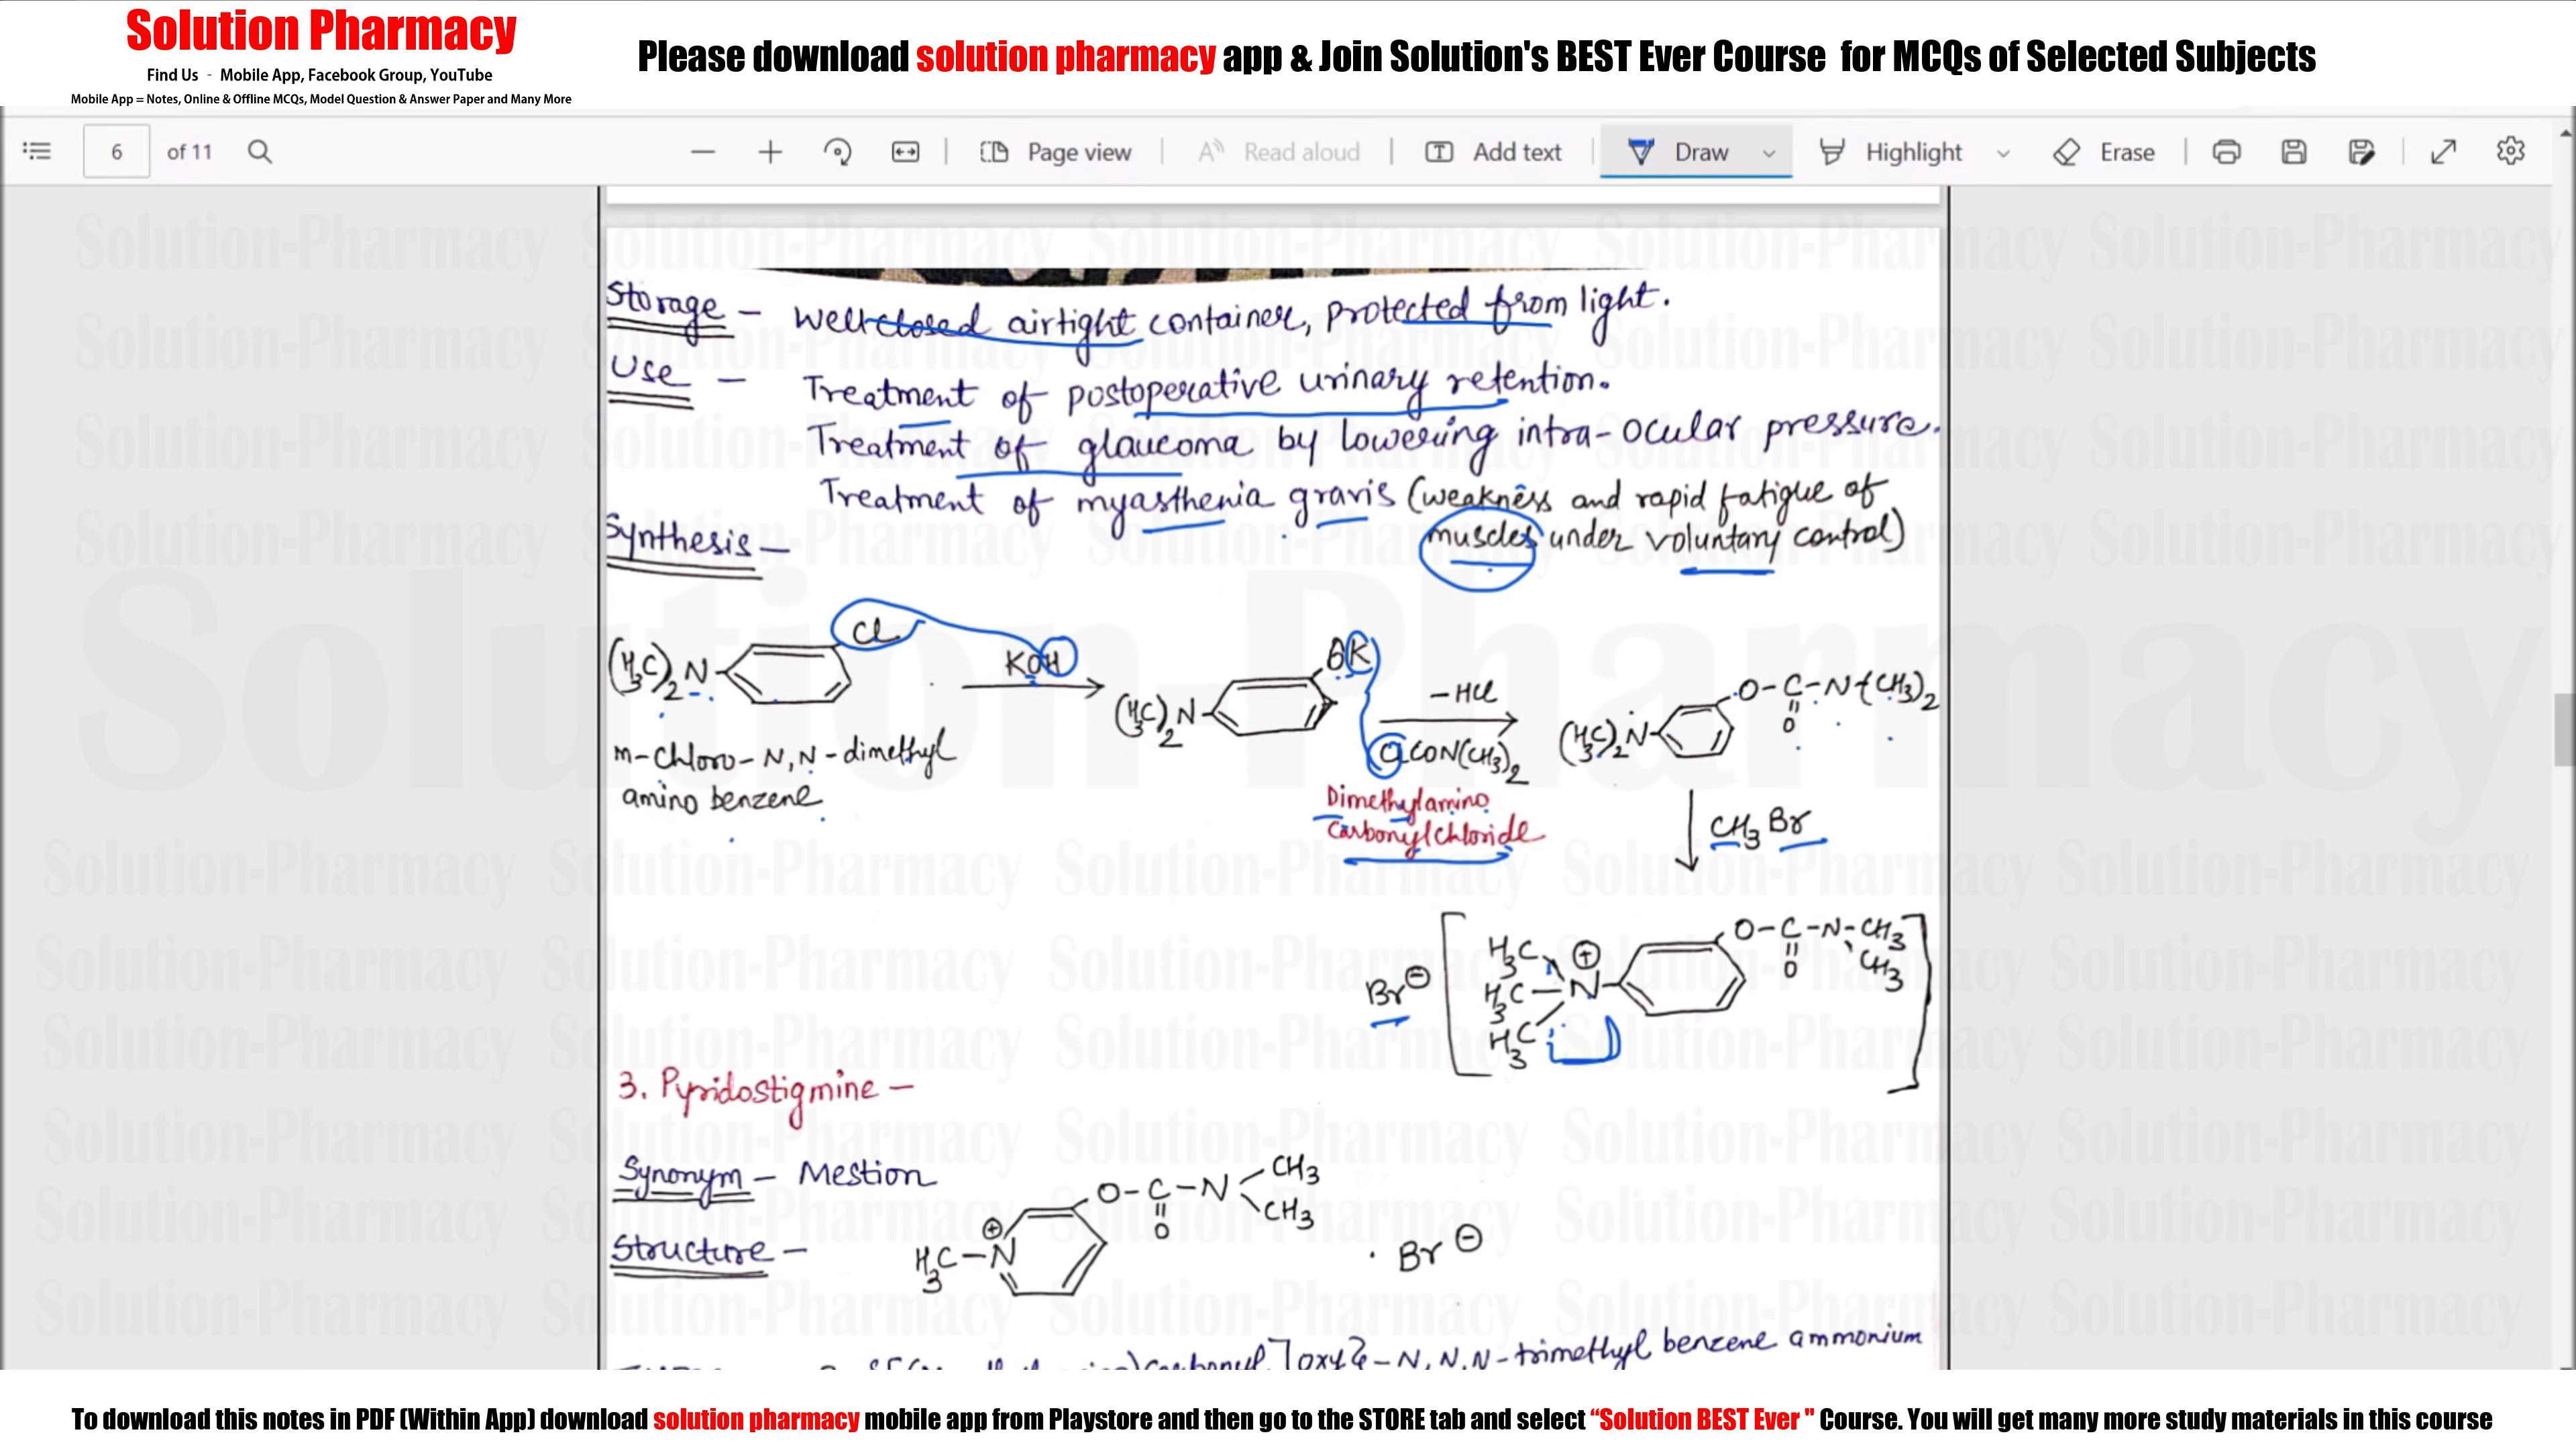 Solution Pharmacy
Find Us - Mobile App, Facebook Group, YouTube
Mobile App = Notes, Online & Offline MCQs, Model Question & Answer Paper and Many More
Please download solution pharmacy app & Join Solution's BEST Ever Course for MCQs of Selected Subjects
6 of 11 Page view Read aloud Add text Draw Highlight Erase
Storage - Well closed airtight container, protected from light.
Use - Treatment of postoperative urinary retention.
Treatment of glaucoma by lowering intra-ocular pressure.
Treatment of myasthenia gravis (weakness and rapid fatigue of
muscles under voluntary control)
Synthesis -
(H3C)2N Cl
KOH
(H3C)2N OK
-HCl
ClCON(CH3)2
(H3C)2N O-C-N-(CH3)2
O
m-Chloro-N,N-dimethyl
amino benzene
Dimethylamino
Carbonylchloride
CH3Br
Br⊖ H3C H3C H3C ⊕ N O-C-N-CH3
O CH3
3. Pyridostigmine -
Synonym - Mestion
Structure - H3C-N ⊕ O-C-N CH3 CH3
O
. Br⊖
carbonyl]oxy}-N,N,N-trimethyl benzene ammonium
To download this notes in PDF (Within App) download solution pharmacy mobile app from Playstore and then go to the STORE tab and select “Solution BEST Ever " Course. You will get many more study materials in this course
Solution-Pharmacy